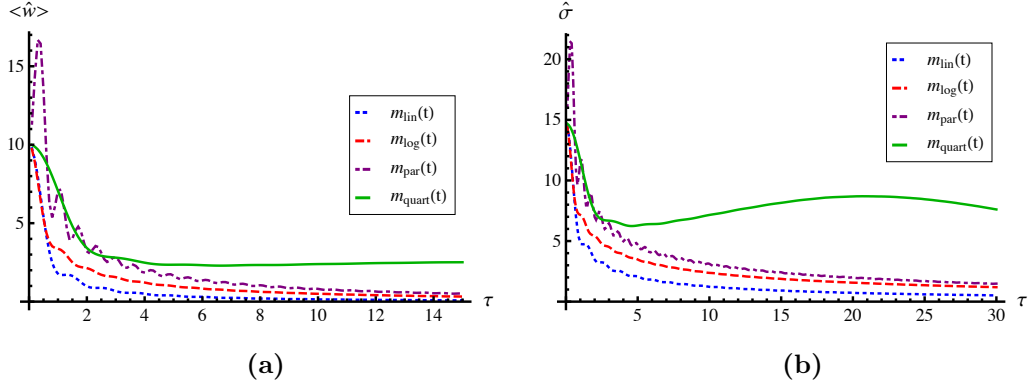 <ŵ>
15
10
5
2 4 6 8 10 12 14 τ
m_lin(t)
m_log(t)
m_par(t)
m_quart(t)
(a)
σ̂
20
15
10
5
5 10 15 20 25 30 τ
m_lin(t)
m_log(t)
m_par(t)
m_quart(t)
(b)